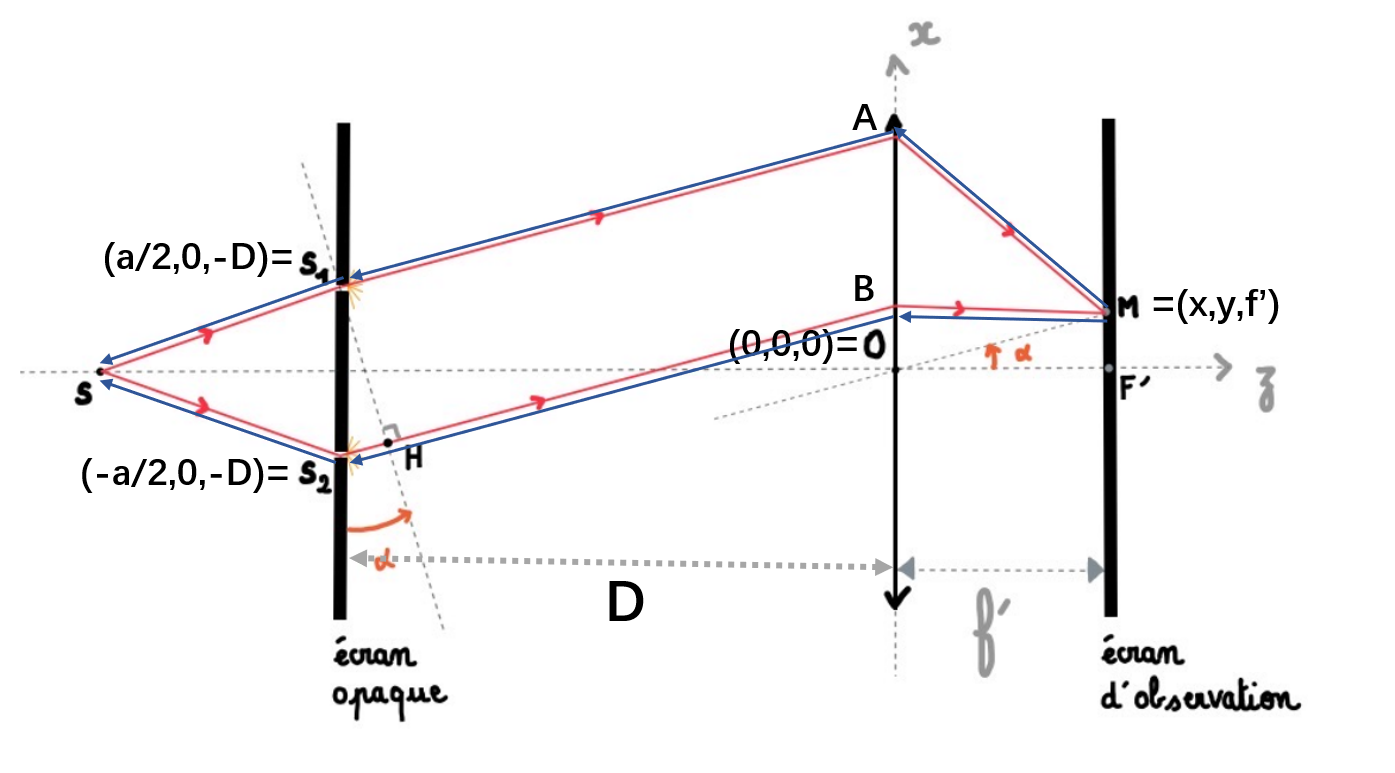 x
A
(a/2,0,-D)= S₁
B
M =(x,y,f’)
(0,0,0)= O
α
S
F′
z
H
(-a/2,0,-D)= S₂
α
D
f′
écran
opaque
écran
d'observation